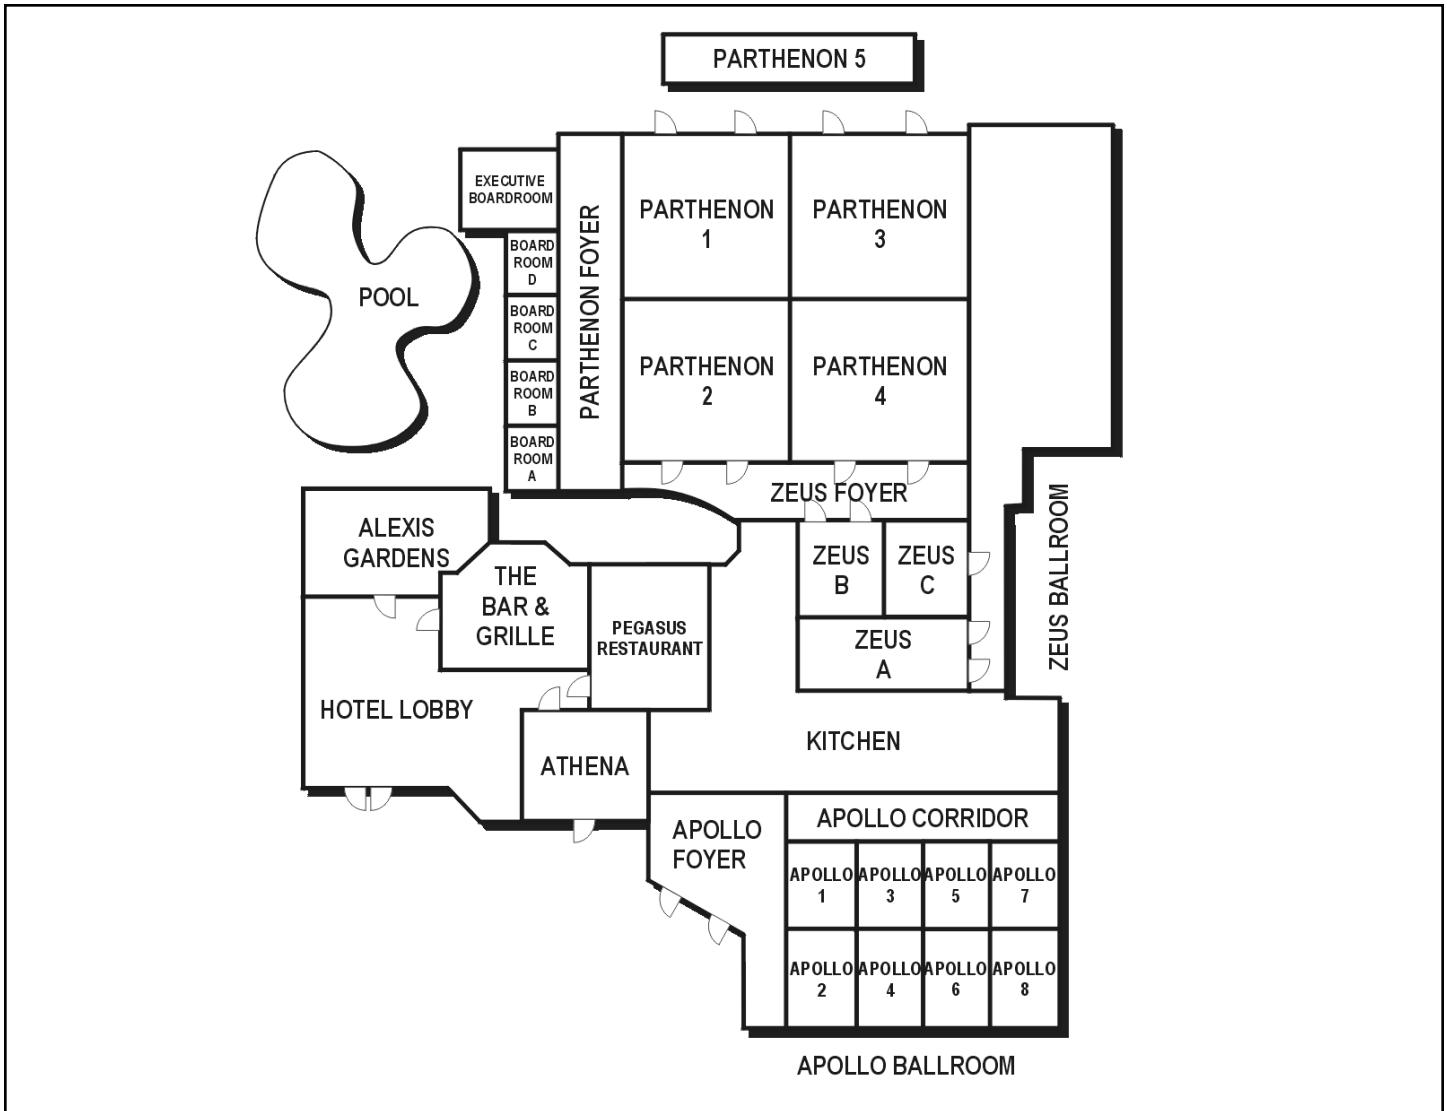 PARTHENON 5
EXECUTIVE
BOARDROOM
PARTHENON
1
PARTHENON
3
PARTHENON FOYER
BOARD
ROOM
D
POOL
BOARD
ROOM
C
PARTHENON
2
PARTHENON
4
BOARD
ROOM
B
BOARD
ROOM
A
ZEUS FOYER
ALEXIS
GARDENS
THE
BAR &
GRILLE
ZEUS
B
ZEUS
C
ZEUS BALLROOM
PEGASUS
RESTAURANT
ZEUS
A
HOTEL LOBBY
KITCHEN
ATHENA
APOLLO
FOYER
APOLLO CORRIDOR
APOLLO
1
APOLLO
3
APOLLO
5
APOLLO
7
APOLLO
2
APOLLO
4
APOLLO
6
APOLLO
8
APOLLO BALLROOM